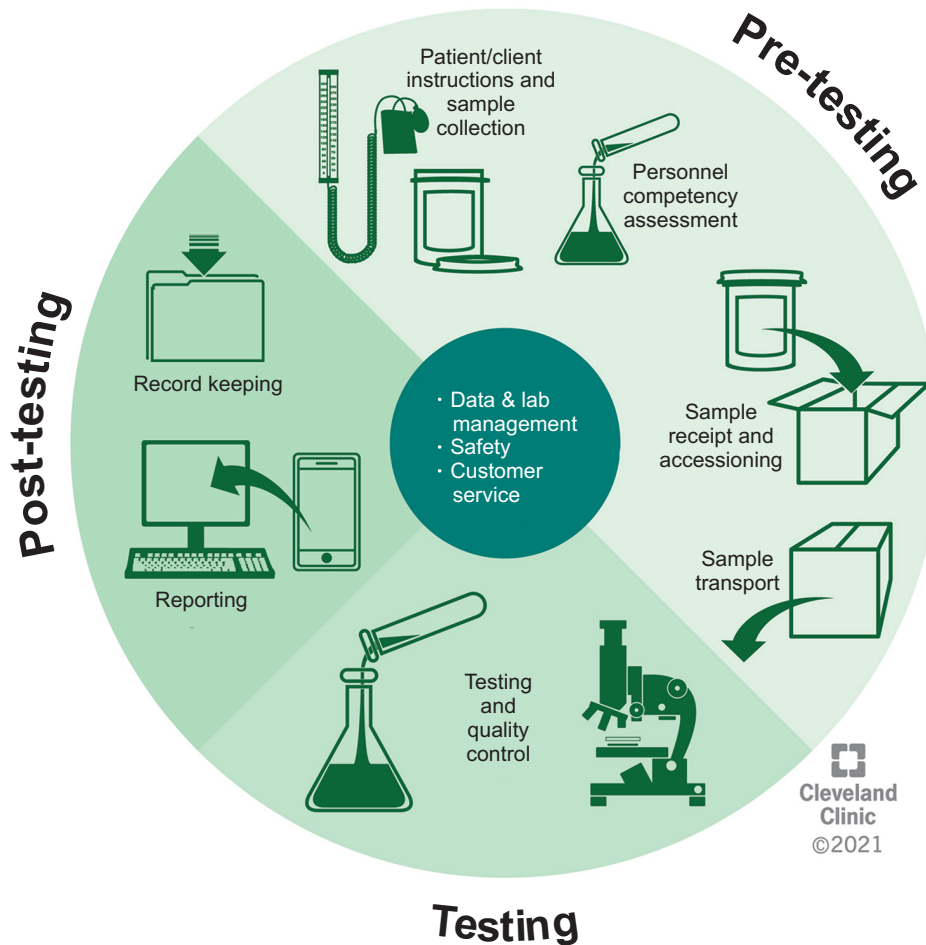 Pre-testing
Patient/client
instructions and
sample
collection
Personnel
competency
assessment
Sample
receipt and
accessioning
Sample
transport
Testing
and
quality
control
Testing
Reporting
Record keeping
Post-testing
· Data & lab
management
· Safety
· Customer
service
Cleveland
Clinic
©2021